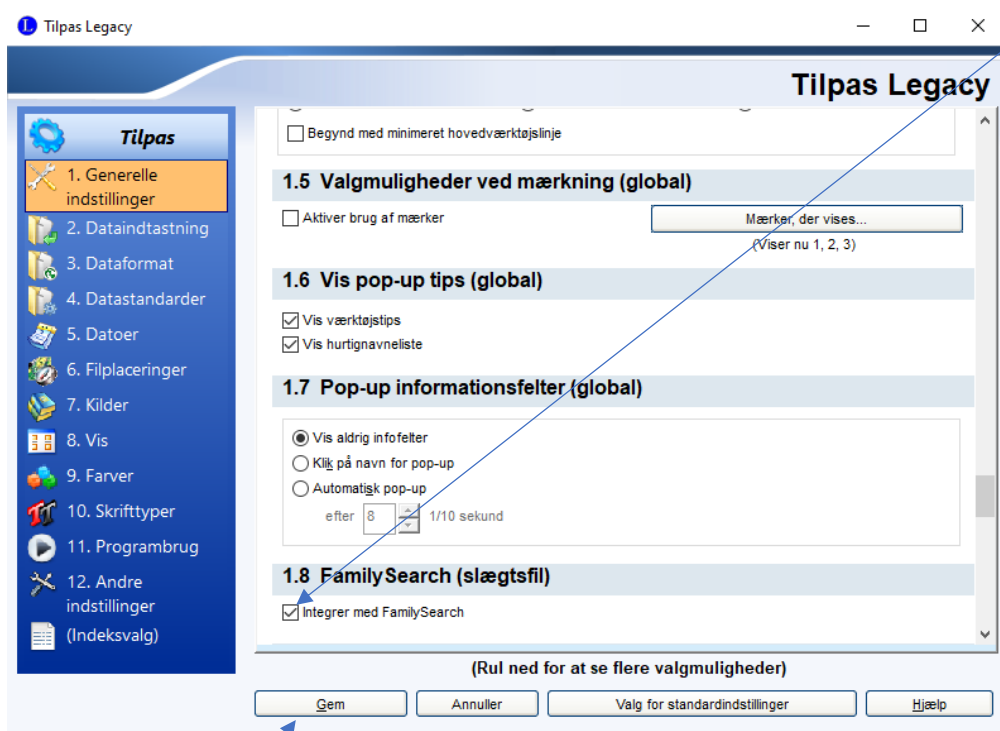 Tilpas Legacy
Tilpas Legacy
Tilpas
1. Generelle
indstillinger
2. Dataindtastning
3. Dataformat
4. Datastandarder
5. Datoer
6. Filplaceringer
7. Kilder
8. Vis
9. Farver
10. Skrifttyper
11. Programbrug
12. Andre
indstillinger
(Indeksvalg)
Begynd med minimeret hovedværktøjslinje
1.5 Valgmuligheder ved mærkning (global)
Aktiver brug af mærker
Mærker, der vises...
(Viser nu 1, 2, 3)
1.6 Vis pop-up tips (global)
Vis værktøjstips
Vis hurtignavneliste
1.7 Pop-up informationsfelter (global)
Vis aldrig infofelter
Klik på navn for pop-up
Automatisk pop-up
efter 8 1/10 sekund
1.8 FamilySearch (slægtsfil)
Integrer med FamilySearch
(Rul ned for at se flere valgmuligheder)
Gem Annuller Valg for standardindstillinger Hjælp